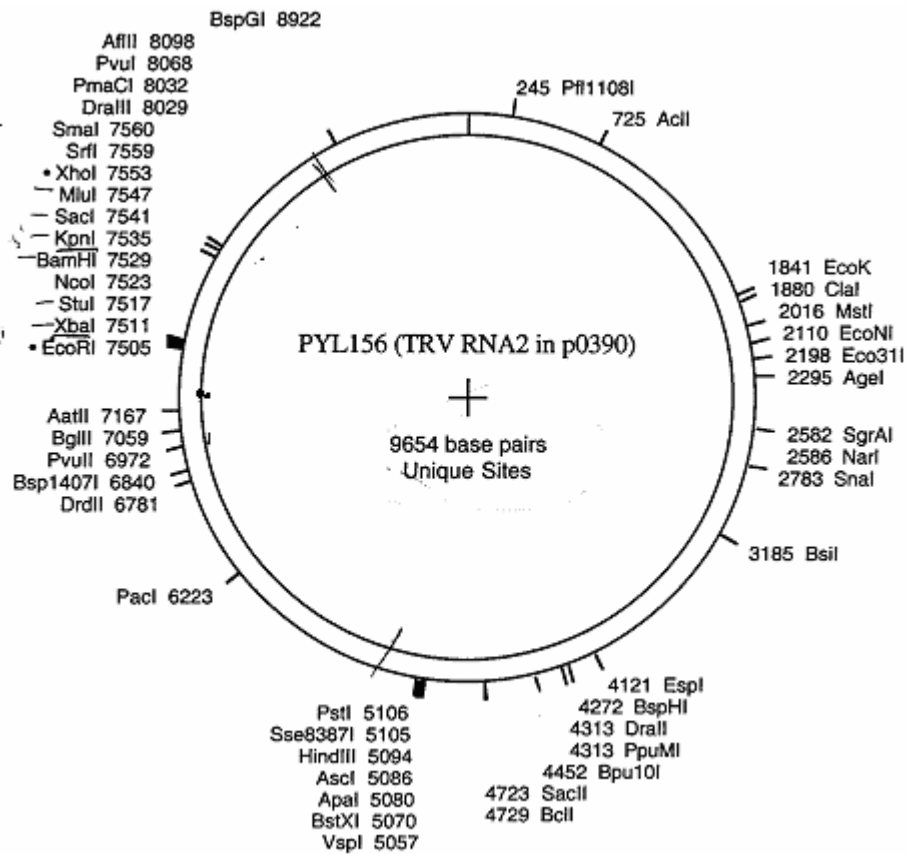 BspGI 8922
AflII 8098
PvuI 8068
PmaCI 8032
DraIII 8029
SmaI 7560
SrfI 7559
XhoI 7553
MluI 7547
SacI 7541
KpnI 7535
BamHI 7529
NcoI 7523
StuI 7517
XbaI 7511
EcoRI 7505
AatII 7167
BglII 7059
PvuII 6972
Bsp1407I 6840
DrdII 6781
PacI 6223
PstI 5106
Sse8387I 5105
HindIII 5094
AscI 5086
ApaI 5080
BstXI 5070
VspI 5057
245 Pfl1108I
725 AciI
1841 EcoK
1880 ClaI
2016 MstI
2110 EcoNI
2198 Eco31I
2295 AgeI
2582 SgrAI
2586 NarI
2783 SnaI
3185 BsiI
4121 EspI
4272 BspHI
4313 DraII
4313 PpuMI
4452 Bpu10I
4723 SacII
4729 BclI
PYL156 (TRV RNA2 in p0390)
9654 base pairs
Unique Sites